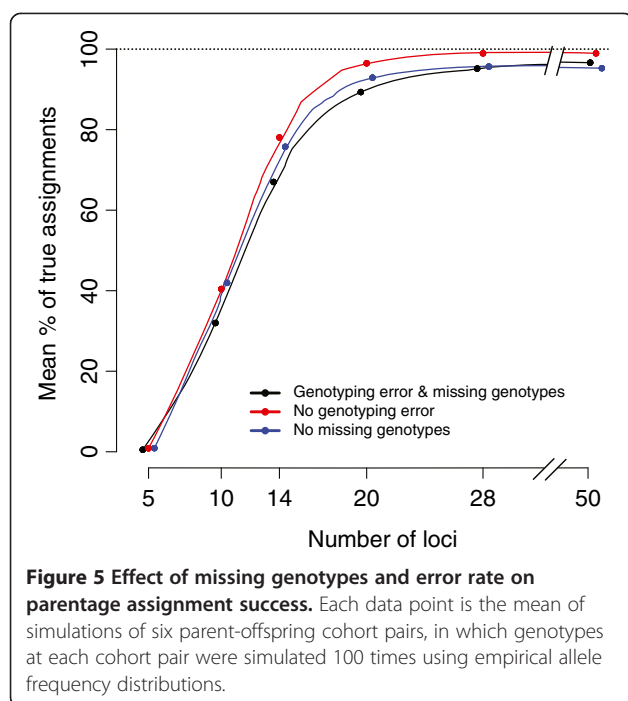 Mean % of true assignments
100
80
60
40
20
0
Genotyping error & missing genotypes
No genotyping error
No missing genotypes
5 10 14 20 28 50
Number of loci
Figure 5 Effect of missing genotypes and error rate on
parentage assignment success. Each data point is the mean of
simulations of six parent-offspring cohort pairs, in which genotypes
at each cohort pair were simulated 100 times using empirical allele
frequency distributions.